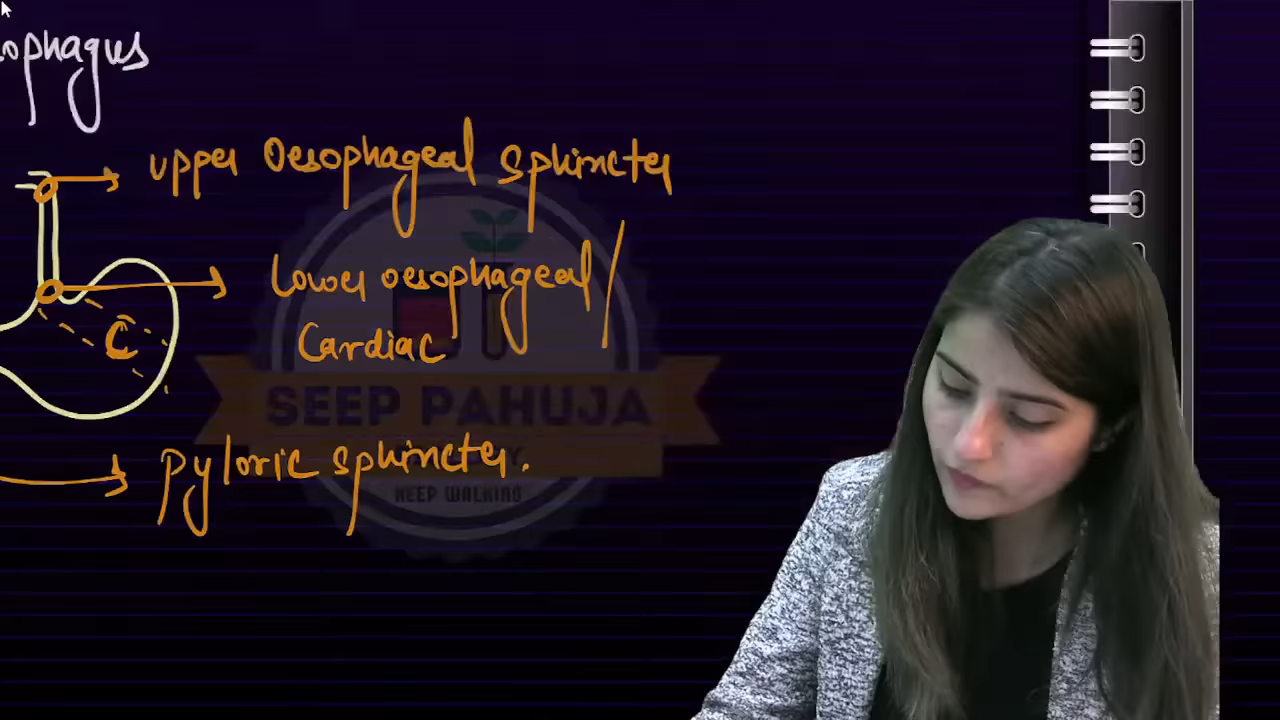 ophagus
upper Oesophageal Sphincter
Lower oesophageal /
Cardiac
C
SEEP PAHUJA
Pyloric sphincter.
KEEP WALKING